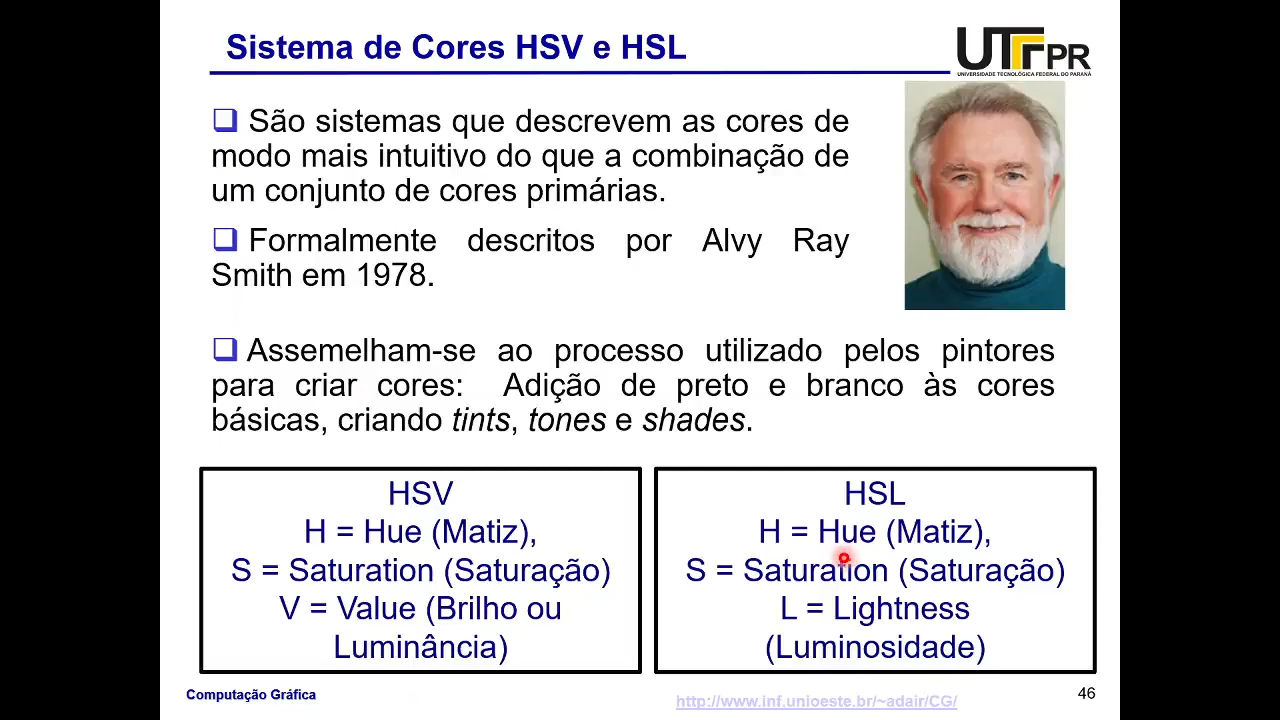 Sistema de Cores HSV e HSL
UTFPR
UNIVERSIDADE TECNOLÓGICA FEDERAL DO PARANÁ
❑ São sistemas que descrevem as cores de
modo mais intuitivo do que a combinação de
um conjunto de cores primárias.
❑ Formalmente descritos por Alvy Ray
Smith em 1978.
❑ Assemelham-se ao processo utilizado pelos pintores
para criar cores: Adição de preto e branco às cores
básicas, criando tints, tones e shades.
HSV
H = Hue (Matiz),
S = Saturation (Saturação)
V = Value (Brilho ou
Luminância)
HSL
H = Hue (Matiz),
S = Saturation (Saturação)
L = Lightness
(Luminosidade)
Computação Gráfica
http://www.inf.unioeste.br/~adair/CG/
46